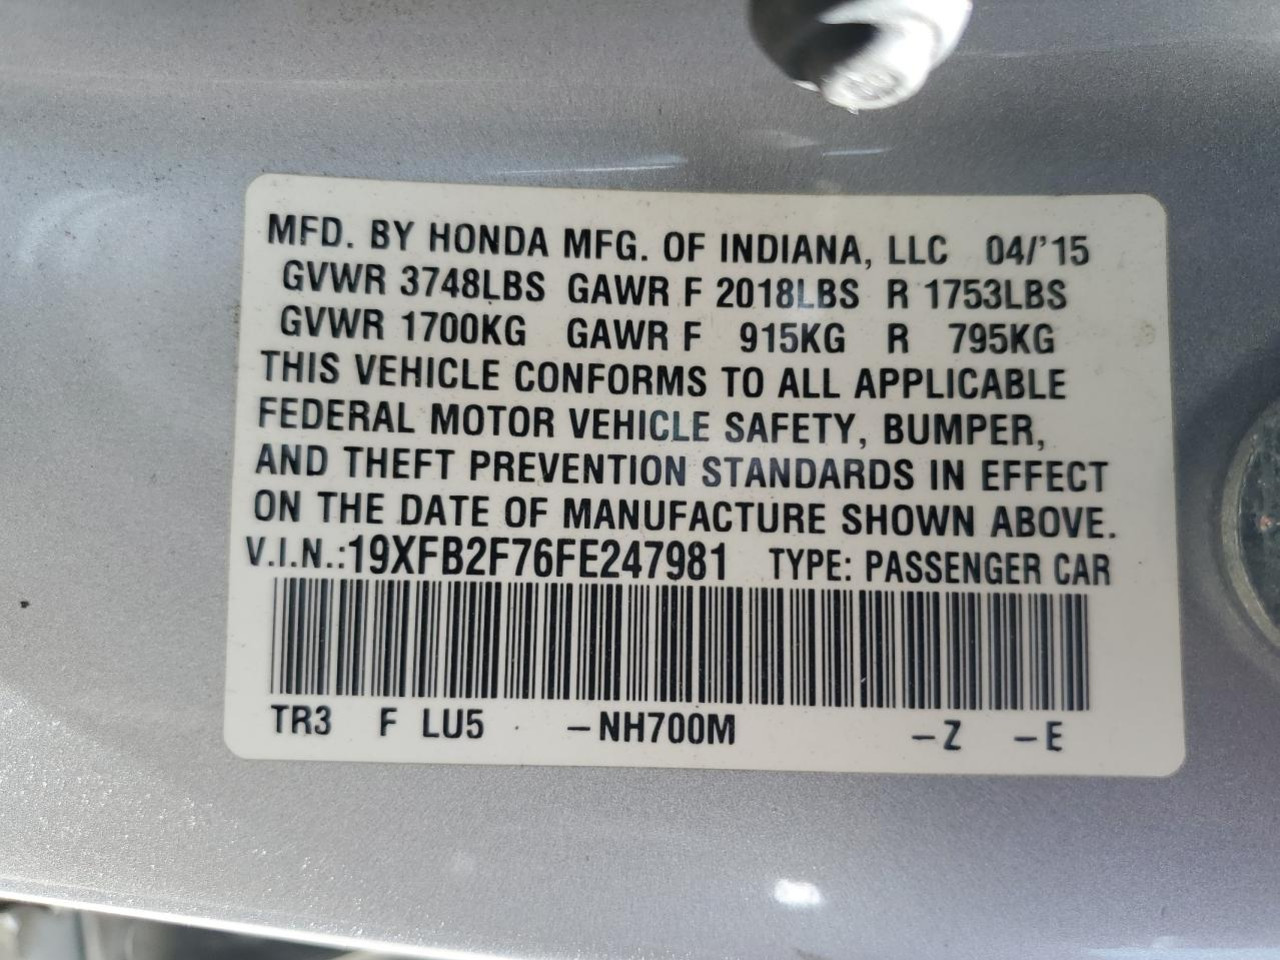 MFD. BY HONDA MFG. OF INDIANA, LLC 04/'15
GVWR 3748LBS GAWR F 2018LBS R 1753LBS
GVWR 1700KG GAWR F 915KG R 795KG
THIS VEHICLE CONFORMS TO ALL APPLICABLE
FEDERAL MOTOR VEHICLE SAFETY, BUMPER,
AND THEFT PREVENTION STANDARDS IN EFFECT
ON THE DATE OF MANUFACTURE SHOWN ABOVE.
V.I.N.:19XFB2F76FE247981 TYPE: PASSENGER CAR
TR3 F LU5 -NH700M -Z -E